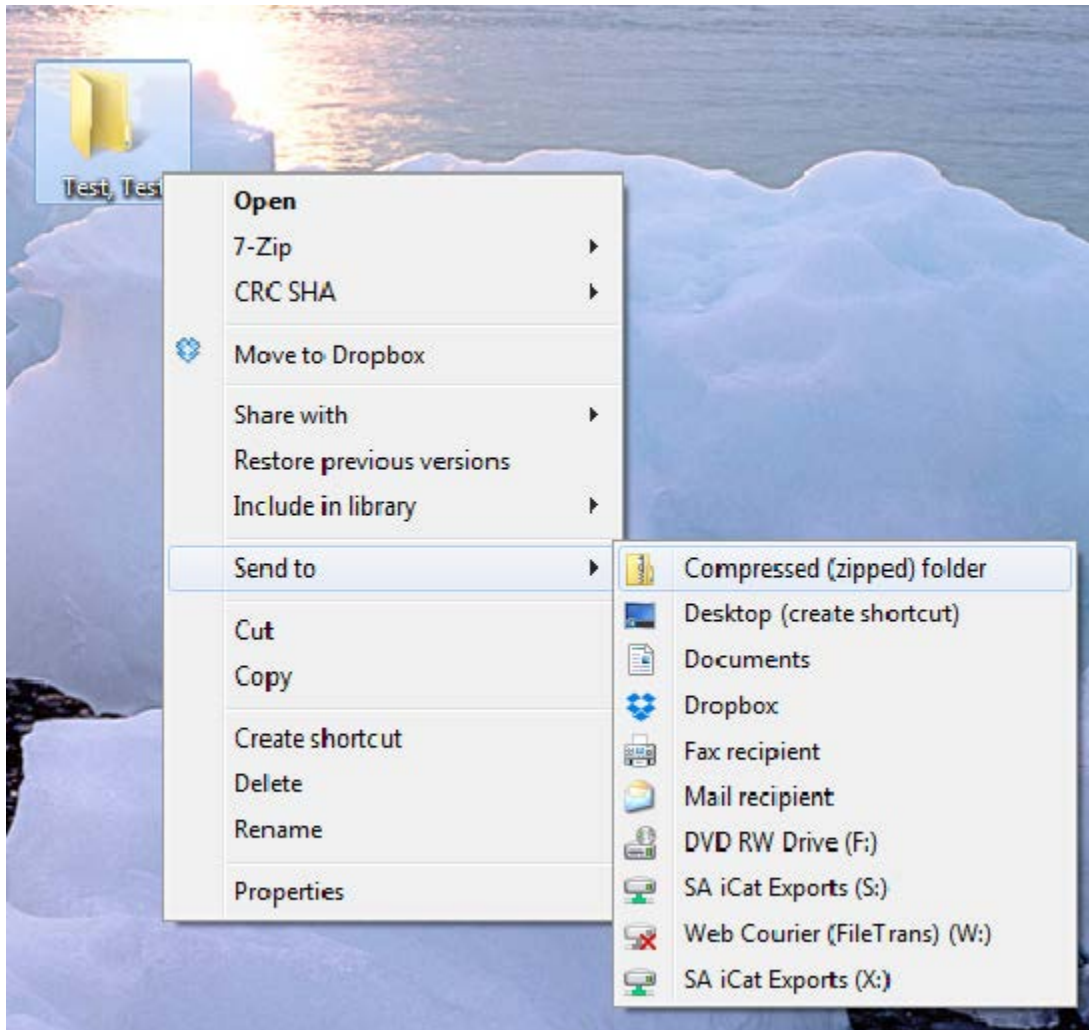 Test, Test
Open
7-Zip
CRC SHA
Move to Dropbox
Share with
Restore previous versions
Include in library
Send to
Cut
Copy
Create shortcut
Delete
Rename
Properties
Compressed (zipped) folder
Desktop (create shortcut)
Documents
Dropbox
Fax recipient
Mail recipient
DVD RW Drive (F:)
SA iCat Exports (S:)
Web Courier (FileTrans) (W:)
SA iCat Exports (X:)